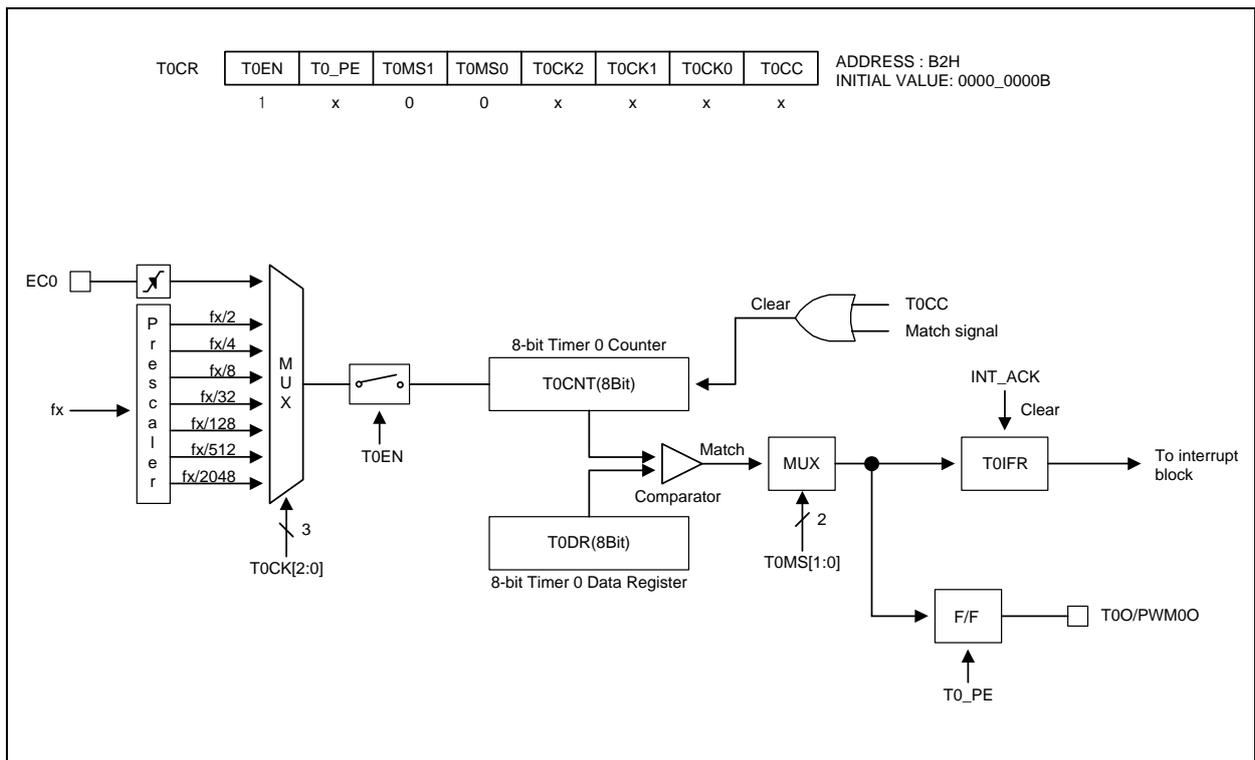 T0CR T0EN T0_PE T0MS1 T0MS0 T0CK2 T0CK1 T0CK0 T0CC ADDRESS : B2H
INITIAL VALUE: 0000_0000B
1 x 0 0 x x x x
EC0
Prescaler
fx/2
fx/4
fx/8
fx/32
fx/128
fx/512
fx/2048
fx
MUX
3
T0CK[2:0]
T0EN
8-bit Timer 0 Counter
T0CNT(8Bit)
Clear
T0CC
Match signal
Comparator
Match
T0DR(8Bit)
8-bit Timer 0 Data Register
MUX
2
T0MS[1:0]
INT_ACK
Clear
T0IFR
To interrupt
block
F/F
T0O/PWM0O
T0_PE